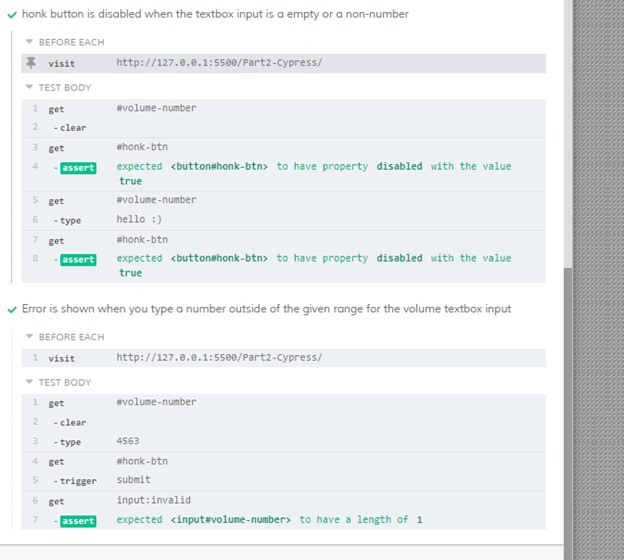 honk button is disabled when the textbox input is a empty or a non-number
BEFORE EACH
visit http://127.0.0.1:5500/Part2-Cypress/
TEST BODY
1 get #volume-number
2 -clear
3 get #honk-btn
4 -assert expected <button#honk-btn> to have property disabled with the value
true
5 get #volume-number
6 -type hello :)
7 get #honk-btn
8 -assert expected <button#honk-btn> to have property disabled with the value
true
Error is shown when you type a number outside of the given range for the volume textbox input
BEFORE EACH
1 visit http://127.0.0.1:5500/Part2-Cypress/
TEST BODY
1 get #volume-number
2 -clear
3 -type 4563
4 get #honk-btn
5 -trigger submit
6 get input:invalid
7 -assert expected <input#volume-number> to have a length of 1